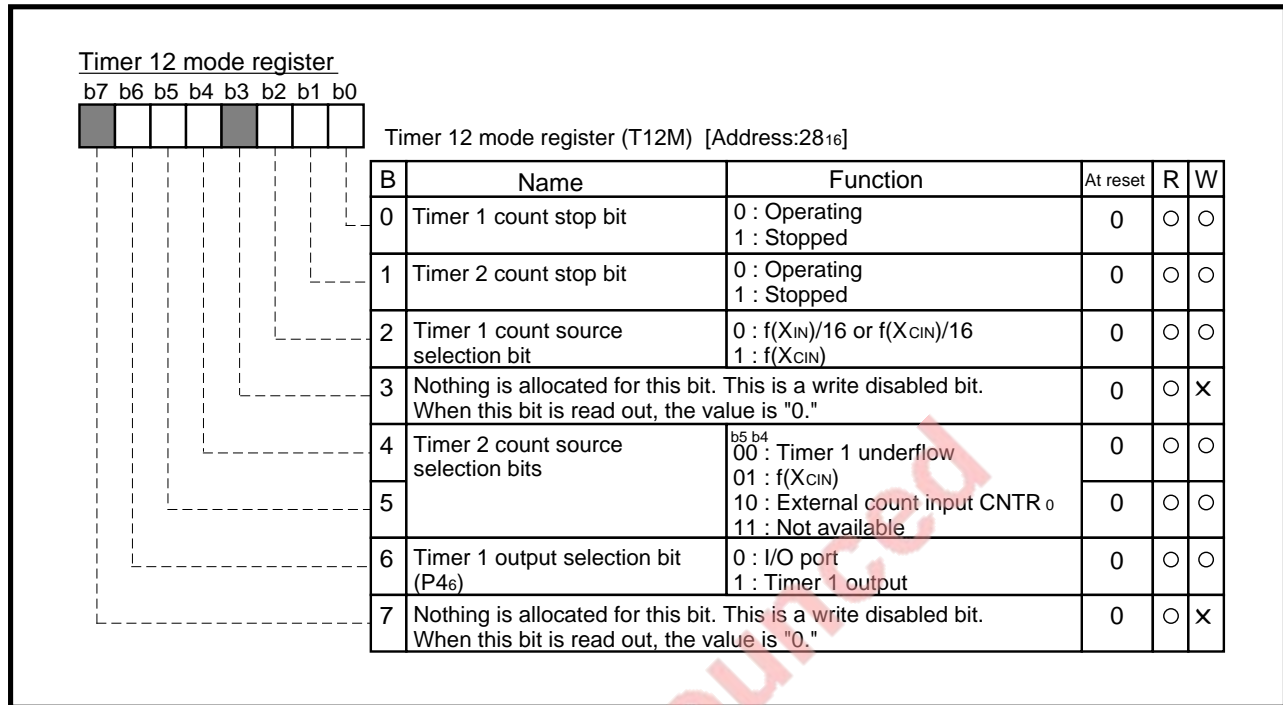 Timer 12 mode register
b7 b6 b5 b4 b3 b2 b1 b0
Timer 12 mode register (T12M) [Address:2816]
B Name Function At reset R W
0 Timer 1 count stop bit 0 : Operating 0 ○ ○
1 : Stopped
1 Timer 2 count stop bit 0 : Operating 0 ○ ○
1 : Stopped
2 Timer 1 count source 0 : f(XIN)/16 or f(XCIN)/16 0 ○ ○
selection bit 1 : f(XCIN)
3 Nothing is allocated for this bit. This is a write disabled bit. 0 ○ ×
When this bit is read out, the value is "0."
4 Timer 2 count source b5 b4 0 ○ ○
selection bits 00 : Timer 1 underflow
01 : f(XCIN)
5 10 : External count input CNTR 0 0 ○ ○
11 : Not available
6 Timer 1 output selection bit 0 : I/O port 0 ○ ○
(P46) 1 : Timer 1 output
7 Nothing is allocated for this bit. This is a write disabled bit. 0 ○ ×
When this bit is read out, the value is "0."